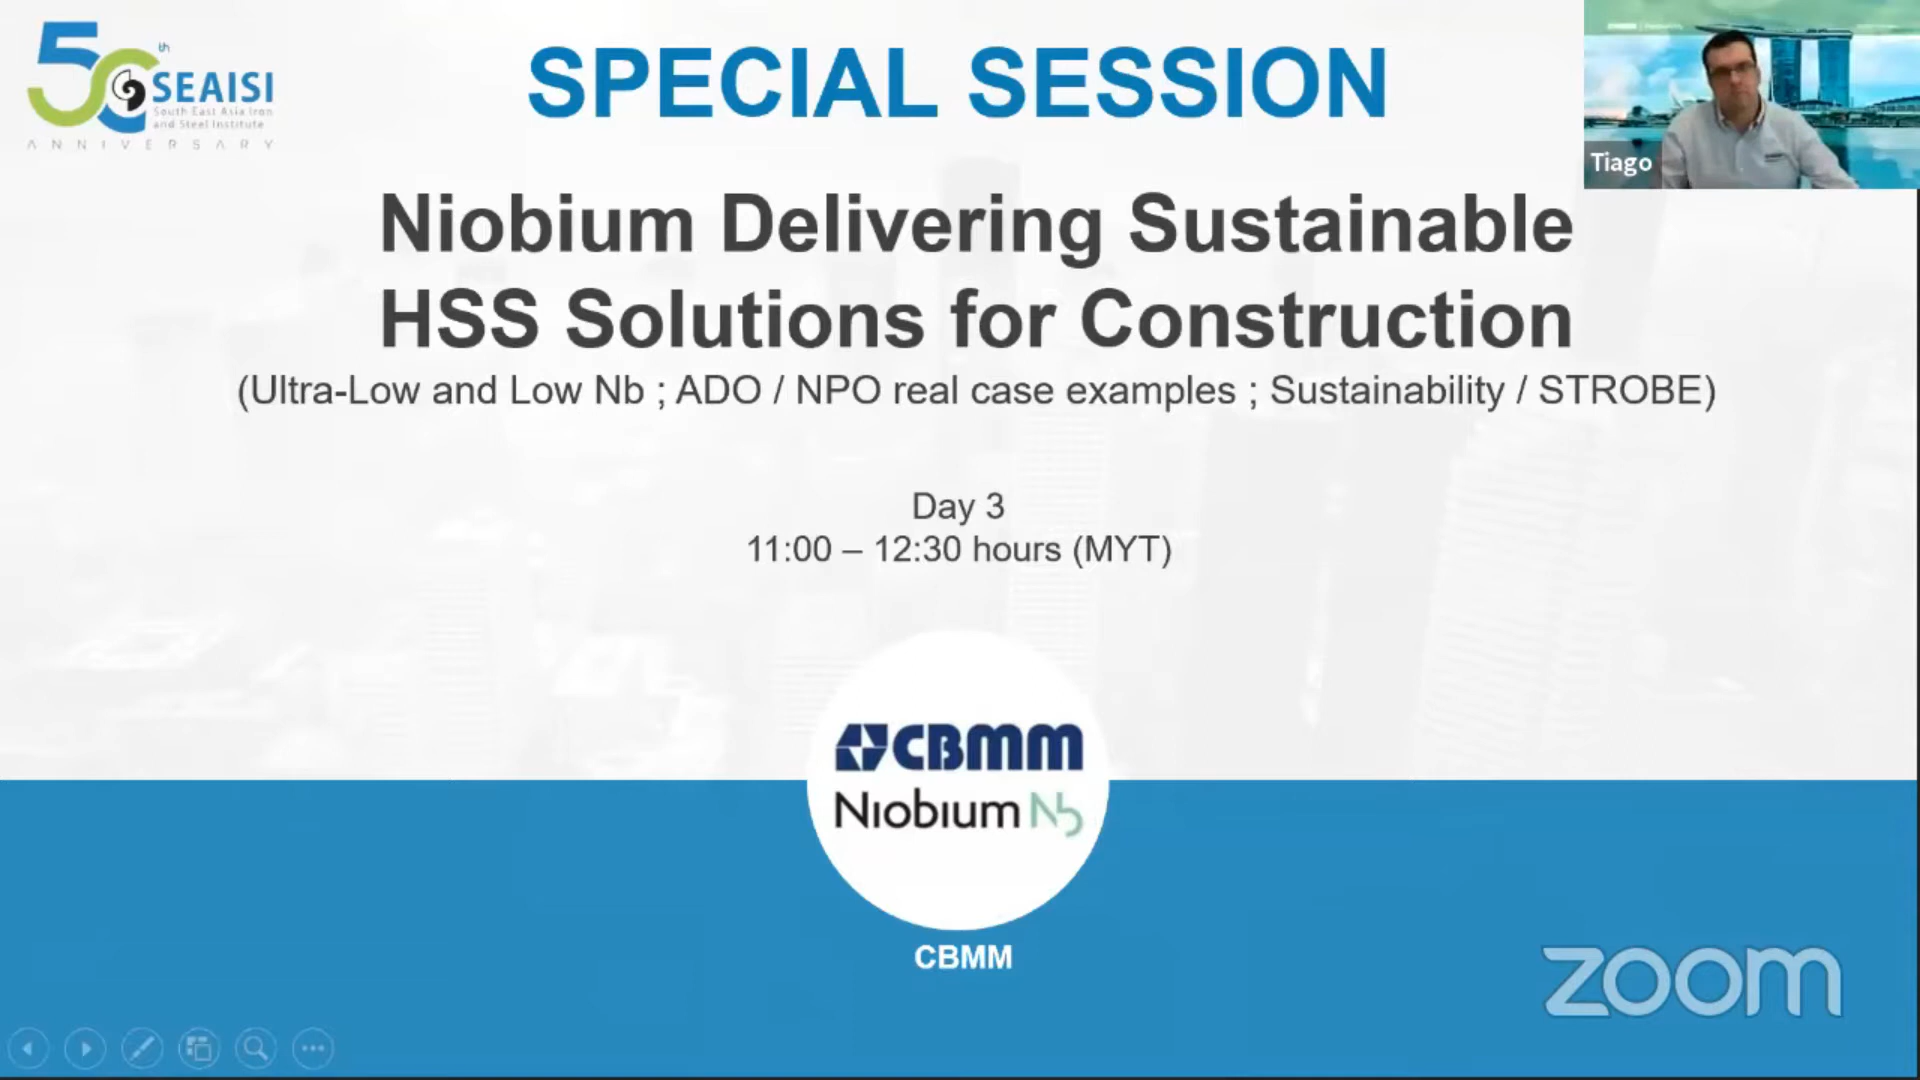 50th
SEAISI
South East Asia Iron
and Steel Institute
ANNIVERSARY
SPECIAL SESSION
Tiago
Niobium Delivering Sustainable
HSS Solutions for Construction
(Ultra-Low and Low Nb ; ADO / NPO real case examples ; Sustainability / STROBE)
Day 3
11:00 – 12:30 hours (MYT)
CBMM
Niobium Nb
CBMM
zoom